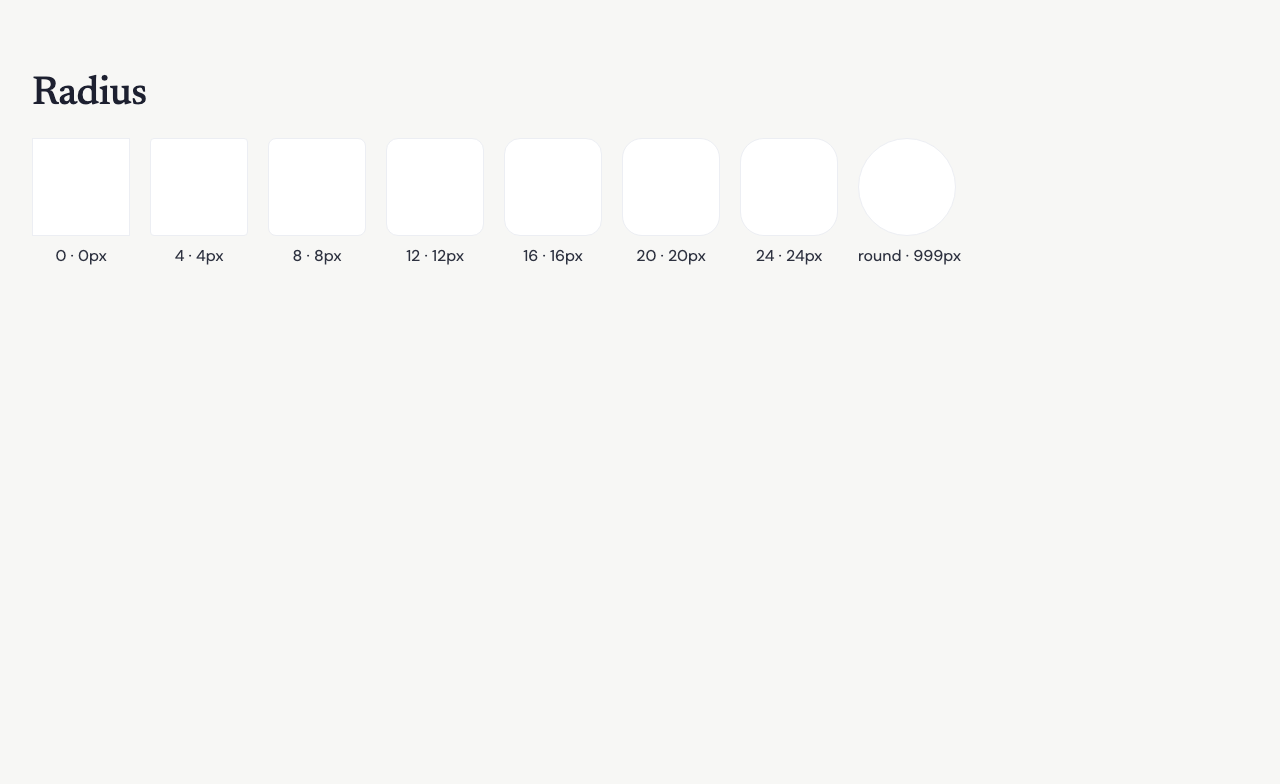 Radius
0 · 0px
4 · 4px
8 · 8px
12 · 12px
16 · 16px
20 · 20px
24 · 24px
round · 999px